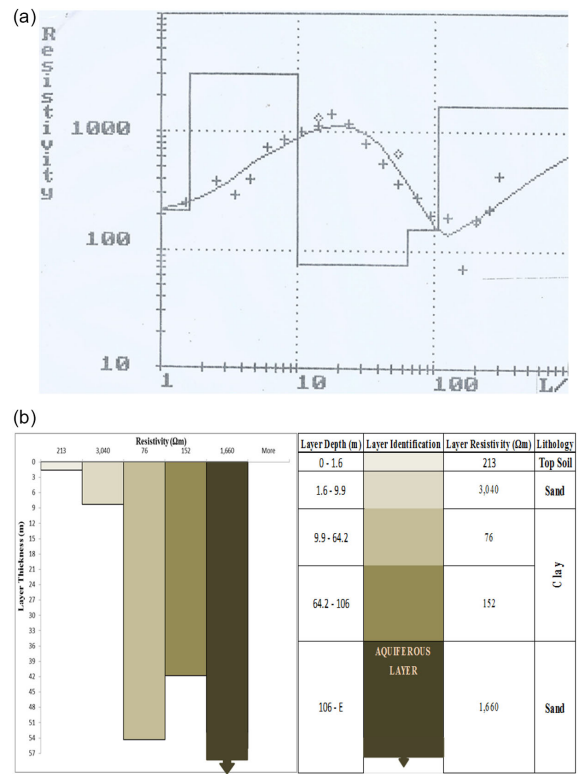 (a)
Resistivity
1000
100
10
1 10 100 L/
(b)
Resistivity (Ωm)
213 3,040 76 152 1,660 More
Layer Thickness (m)
0
3
6
9
12
15
18
21
24
27
30
33
36
39
42
45
48
51
54
57
Layer Depth (m) Layer Identification Layer Resistivity (Ωm) Lithology
0 - 1.6 213 Top Soil
1.6 - 9.9 3,040 Sand
9.9 - 64.2 76
Clay
64.2 - 106 152
AQUIFEROUS
LAYER
106 - E 1,660 Sand